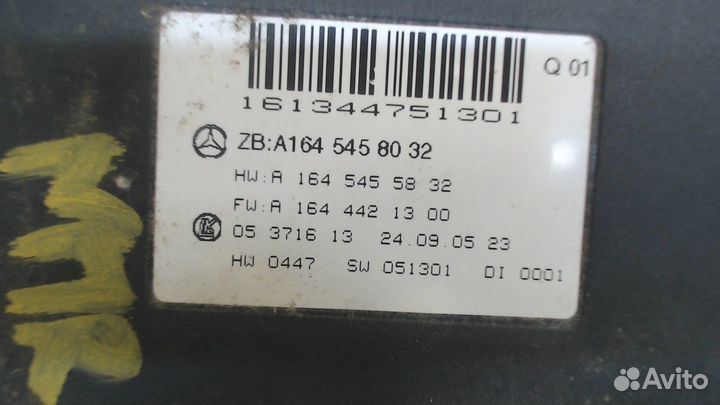 Q 01
161344751301
ZB:A164 545 80 32
HW:A 164 545 58 32
FW:A 164 442 13 00
05 3716 13 24.09.05 23
HW 0447 SW 051301 DI 0001
Avito